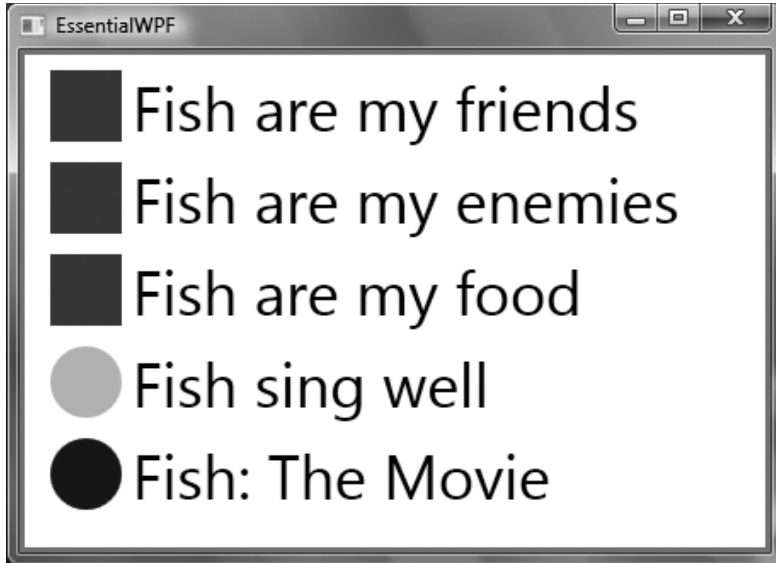 EssentialWPF
Fish are my friends
Fish are my enemies
Fish are my food
Fish sing well
Fish: The Movie